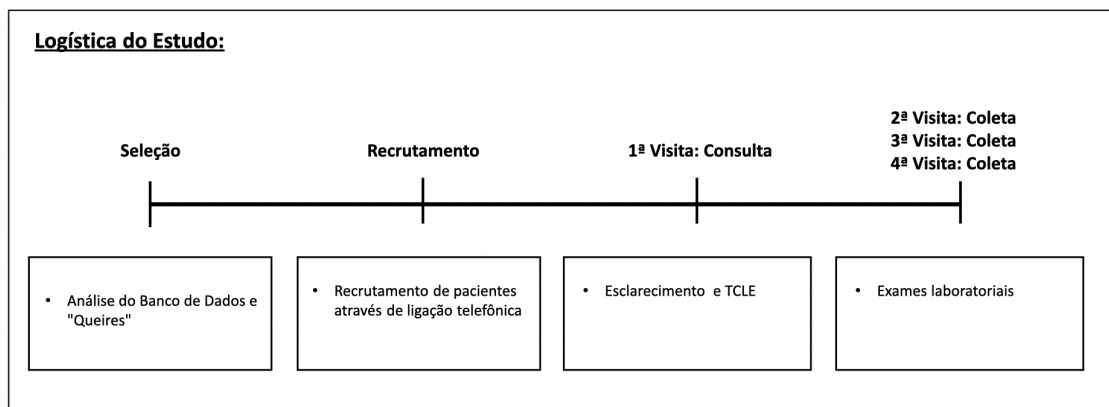 Logística do Estudo:
Seleção
Recrutamento
1ª Visita: Consulta
2ª Visita: Coleta
3ª Visita: Coleta
4ª Visita: Coleta
• Análise do Banco de Dados e
"Queires"
• Recrutamento de pacientes
através de ligação telefônica
• Esclarecimento e TCLE
• Exames laboratoriais